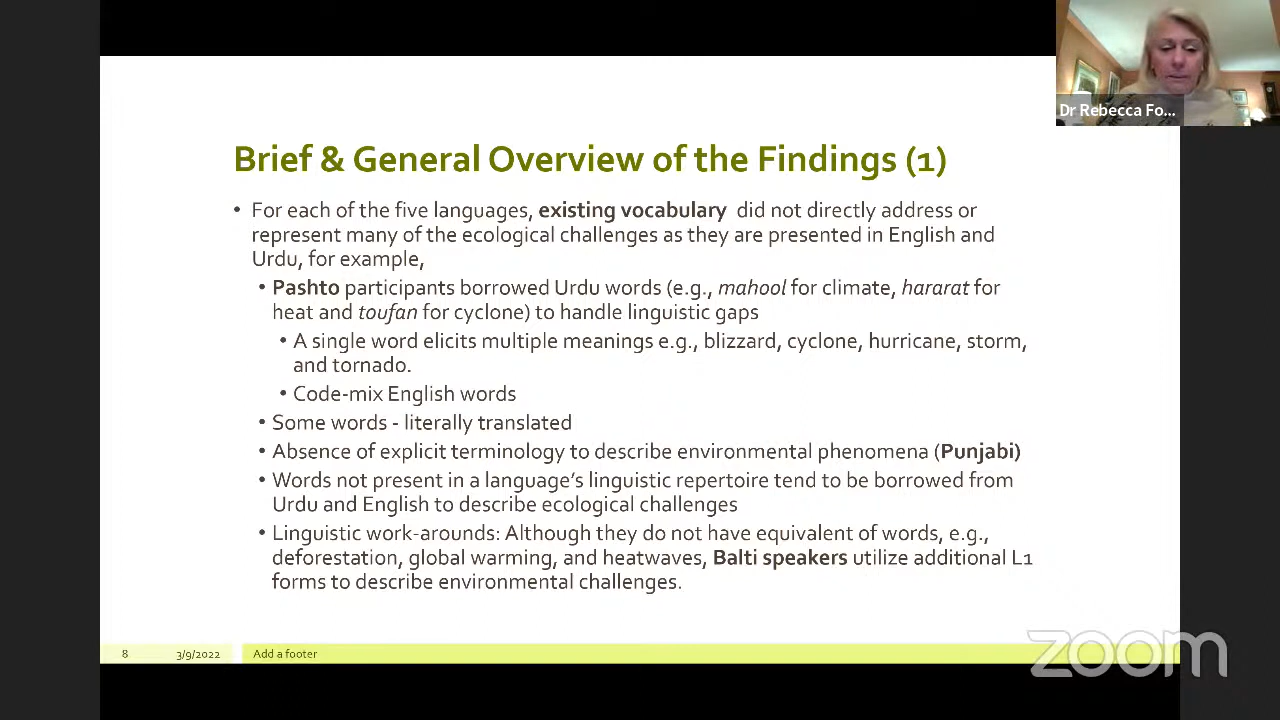 Dr Rebecca Fo...
Brief & General Overview of the Findings (1)
• For each of the five languages, existing vocabulary did not directly address or
represent many of the ecological challenges as they are presented in English and
Urdu, for example,
• Pashto participants borrowed Urdu words (e.g., mahool for climate, hararat for
heat and toufan for cyclone) to handle linguistic gaps
• A single word elicits multiple meanings e.g., blizzard, cyclone, hurricane, storm,
and tornado.
• Code-mix English words
• Some words - literally translated
• Absence of explicit terminology to describe environmental phenomena (Punjabi)
• Words not present in a language's linguistic repertoire tend to be borrowed from
Urdu and English to describe ecological challenges
• Linguistic work-arounds: Although they do not have equivalent of words, e.g.,
deforestation, global warming, and heatwaves, Balti speakers utilize additional L1
forms to describe environmental challenges.
8 3/9/2022 Add a footer
zoom